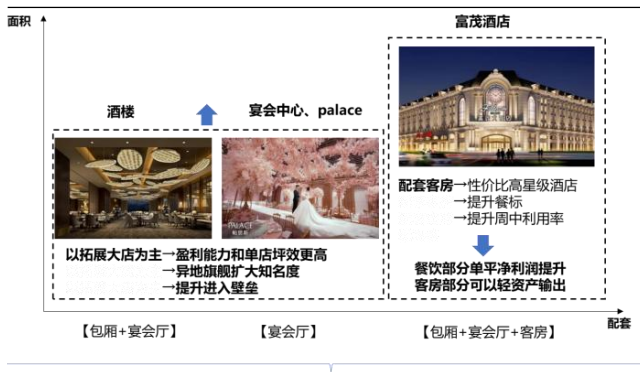 面积
富茂酒店
酒楼
宴会中心、palace
PALACE
配套客房→性价比高星级酒店
→提升餐标
→提升周中利用率
以拓展大店为主→盈利能力和单店坪效更高
→异地旗舰扩大知名度
→提升进入壁垒
餐饮部分单平净利润提升
客房部分可以轻资产输出
【包厢+宴会厅】
【宴会厅】
【包厢+宴会厅+客房】
配套